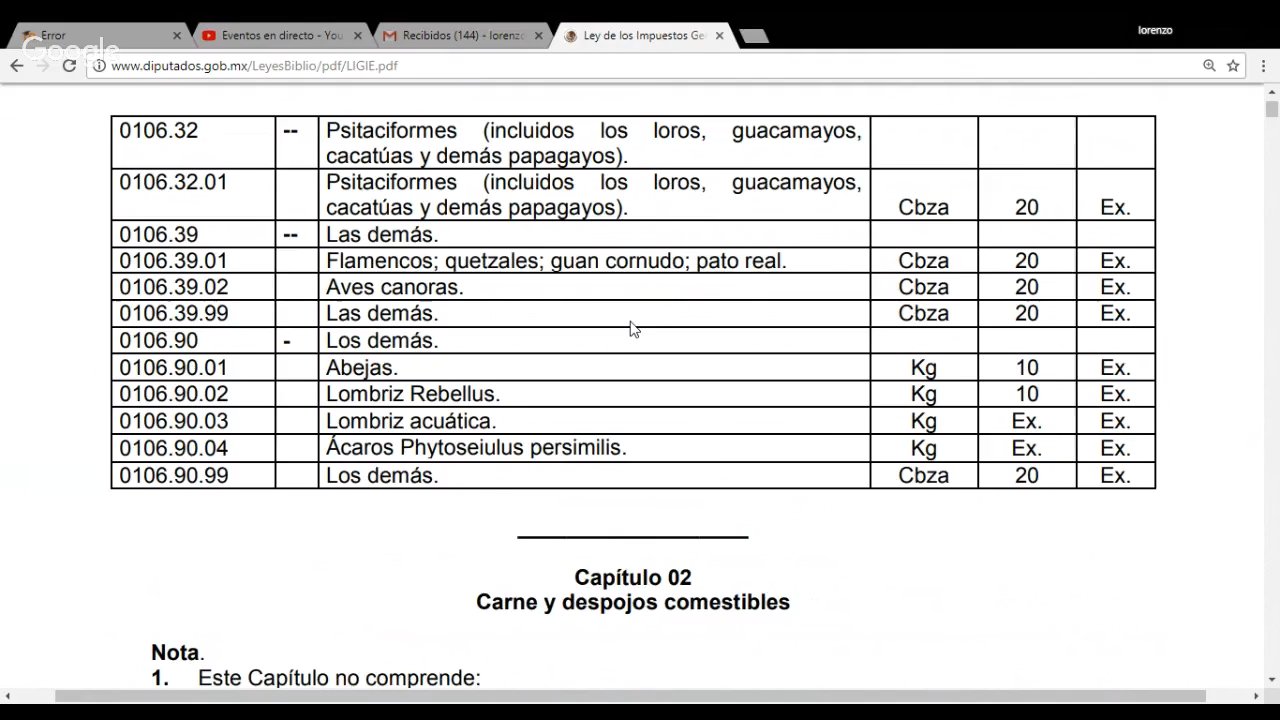 lorenzo
Error
Eventos en directo - You
Recibidos (144) - lorenzo
Ley de los Impuestos Ge
Google
www.diputados.gob.mx/LeyesBiblio/pdf/LIGIE.pdf
0106.32 -- Psitaciformes (incluidos los loros, guacamayos,
cacatúas y demás papagayos).
0106.32.01 Psitaciformes (incluidos los loros, guacamayos,
cacatúas y demás papagayos). Cbza 20 Ex.
0106.39 -- Las demás.
0106.39.01 Flamencos; quetzales; guan cornudo; pato real. Cbza 20 Ex.
0106.39.02 Aves canoras. Cbza 20 Ex.
0106.39.99 Las demás. Cbza 20 Ex.
0106.90 - Los demás.
0106.90.01 Abejas. Kg 10 Ex.
0106.90.02 Lombriz Rebellus. Kg 10 Ex.
0106.90.03 Lombriz acuática. Kg Ex. Ex.
0106.90.04 Ácaros Phytoseiulus persimilis. Kg Ex. Ex.
0106.90.99 Los demás. Cbza 20 Ex.
Capítulo 02
Carne y despojos comestibles
Nota.
1. Este Capítulo no comprende: